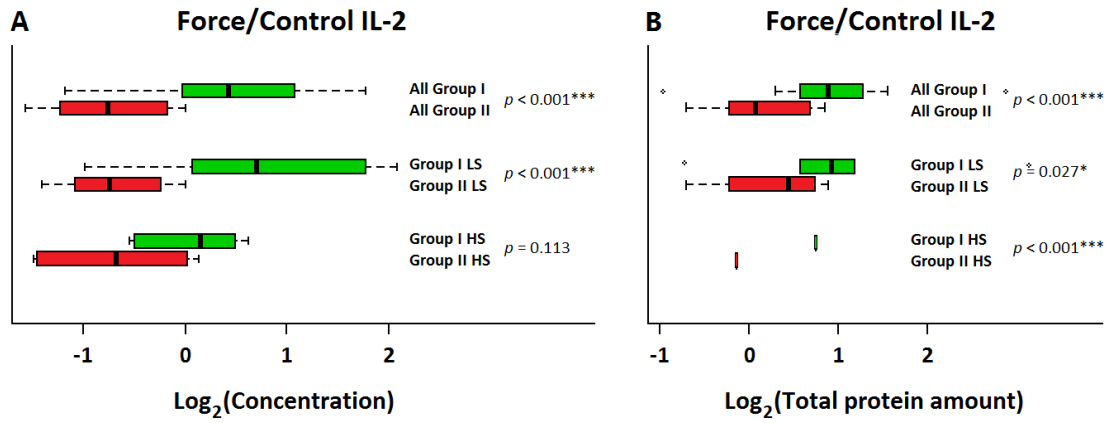 A
Force/Control IL-2
All Group I
All Group II
p < 0.001***
Group I LS
Group II LS
p < 0.001***
Group I HS
Group II HS
p = 0.113
-1 0 1 2
Log2(Concentration)
B
Force/Control IL-2
All Group I
All Group II
p < 0.001***
Group I LS
Group II LS
p = 0.027*
Group I HS
Group II HS
p < 0.001***
-1 0 1 2
Log2(Total protein amount)